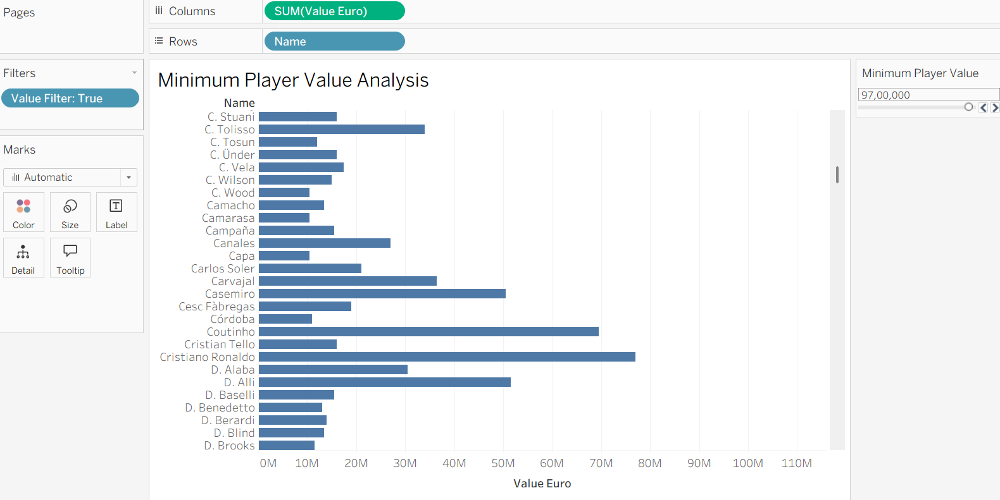 Pages
Columns
SUM(Value Euro)
Rows
Name
Filters
Value Filter: True
Marks
Automatic
Color
Size
Label
Detail
Tooltip
Minimum Player Value Analysis
Name
C. Stuani
C. Tolisso
C. Tosun
C. Ünder
C. Vela
C. Wilson
C. Wood
Camacho
Camarasa
Campaña
Canales
Capa
Carlos Soler
Carvajal
Casemiro
Cesc Fàbregas
Córdoba
Coutinho
Cristian Tello
Cristiano Ronaldo
D. Alaba
D. Alli
D. Baselli
D. Benedetto
D. Berardi
D. Blind
D. Brooks
0M 10M 20M 30M 40M 50M 60M 70M 80M 90M 100M 110M
Value Euro
Minimum Player Value
97,00,000